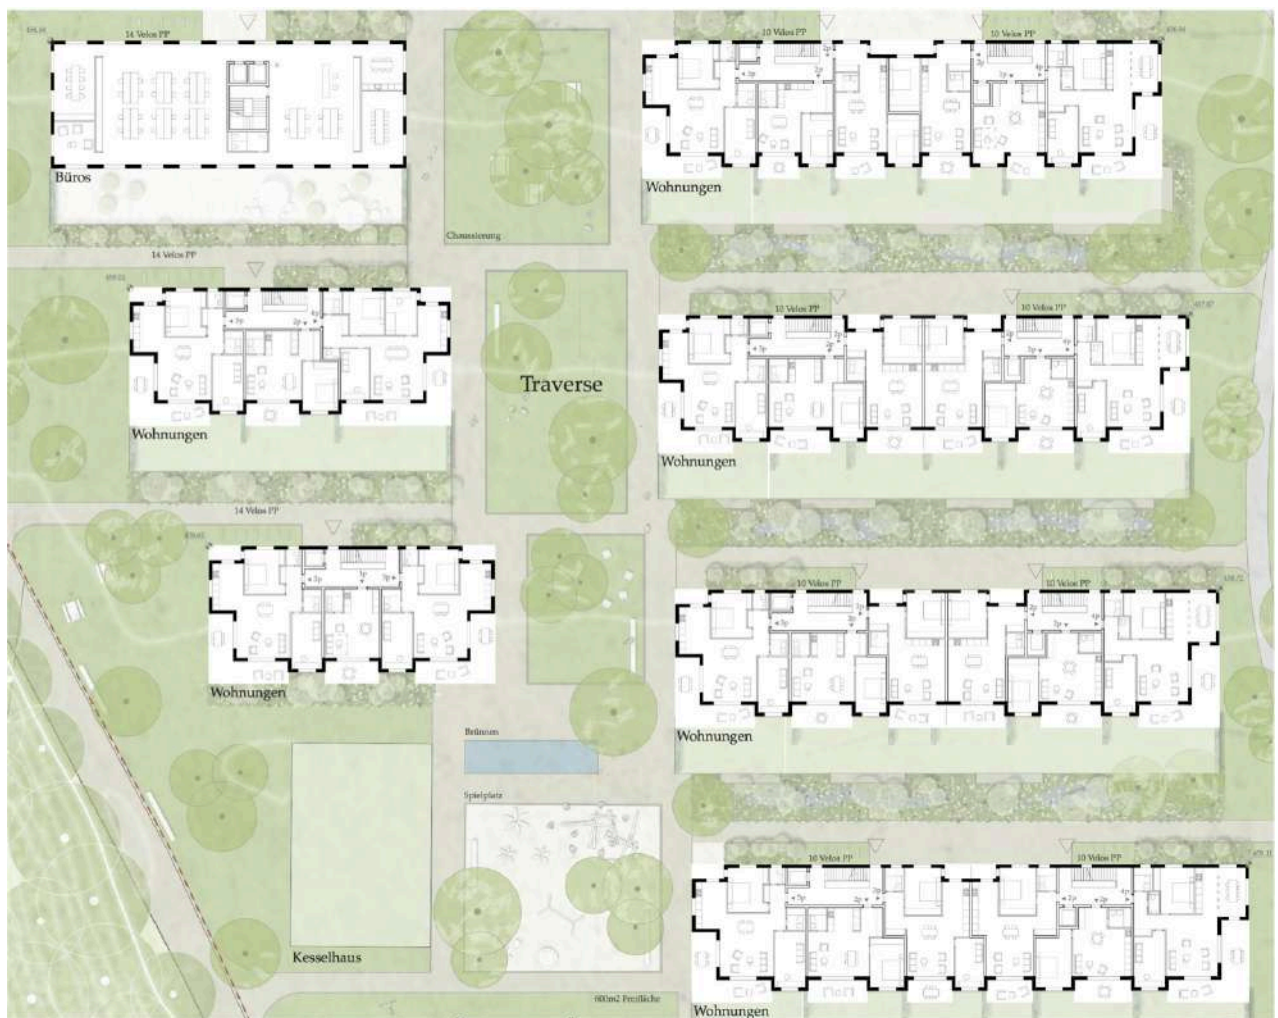 14 Velos PP
10 Velos PP
10 Velos PP
Büros
Wohnungen
Chaussierung
14 Velos PP
10 Velos PP
10 Velos PP
Traverse
Wohnungen
Wohnungen
14 Velos PP
10 Velos PP
10 Velos PP
Wohnungen
Brünnen
Wohnungen
Spielplatz
10 Velos PP
10 Velos PP
Kesselhaus
600m2 Freifläche
Wohnungen